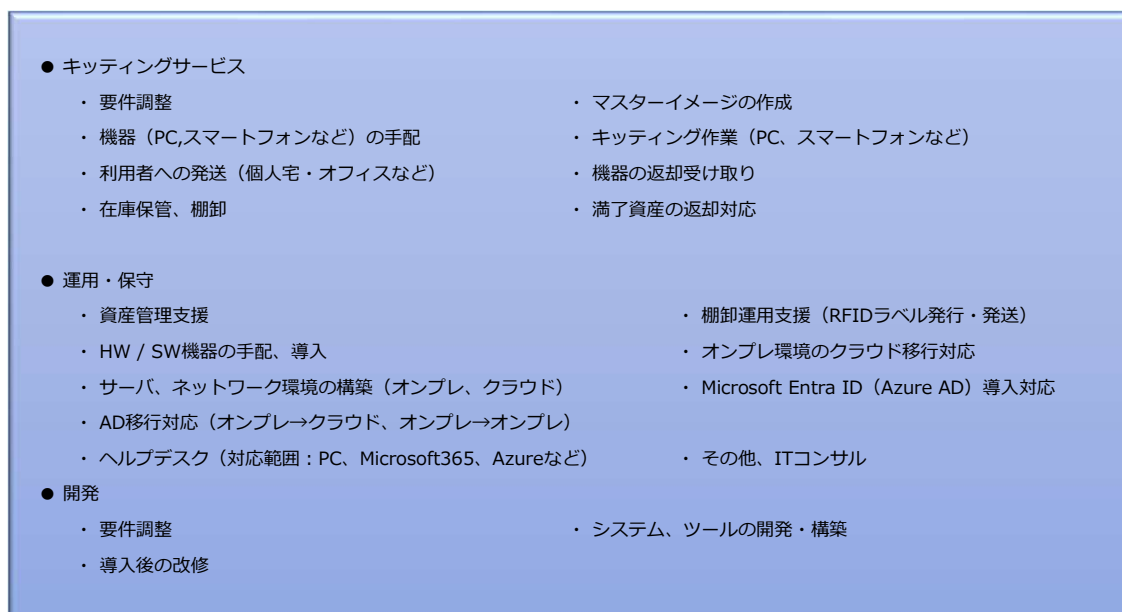 ● キッティングサービス
・ 要件調整 ・ マスターイメージの作成
・ 機器（PC,スマートフォンなど）の手配 ・ キッティング作業（PC、スマートフォンなど）
・ 利用者への発送（個人宅・オフィスなど） ・ 機器の返却受け取り
・ 在庫保管、棚卸 ・ 満了資産の返却対応
● 運用・保守
・ 資産管理支援 ・ 棚卸運用支援（RFIDラベル発行・発送）
・ HW / SW機器の手配、導入 ・ オンプレ環境のクラウド移行対応
・ サーバ、ネットワーク環境の構築（オンプレ、クラウド） ・ Microsoft Entra ID（Azure AD）導入対応
・ AD移行対応（オンプレ→クラウド、オンプレ→オンプレ）
・ ヘルプデスク（対応範囲：PC、Microsoft365、Azureなど） ・ その他、ITコンサル
● 開発
・ 要件調整 ・ システム、ツールの開発・構築
・ 導入後の改修